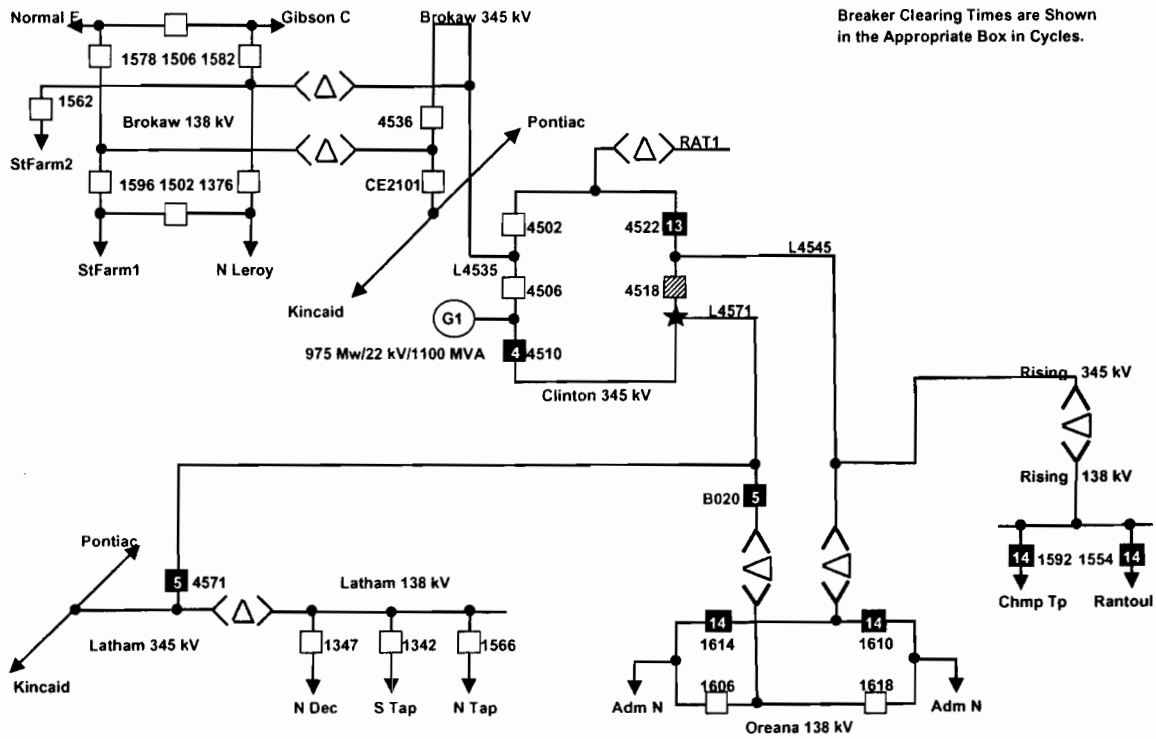 Normal E
Gibson C
Brokaw 345 kV
Breaker Clearing Times are Shown
in the Appropriate Box in Cycles.
1578 1506 1582
1562
Brokaw 138 kV
4536
Pontiac
StFarm2
RAT1
1596 1502 1376
CE2101
4502
4522
13
L4545
StFarm1
N Leroy
L4535
4506
4518
L4571
Kincaid
G1
975 Mw/22 kV/1100 MVA
4
4510
Clinton 345 kV
Rising 345 kV
Rising 138 kV
B020
5
Pontiac
5
4571
Latham 138 kV
14
1592
1554
14
Chmp Tp
Rantoul
Latham 345 kV
1347
1342
1566
14
1614
14
1610
Kincaid
N Dec
S Tap
N Tap
Adm N
1606
1618
Adm N
Oreana 138 kV